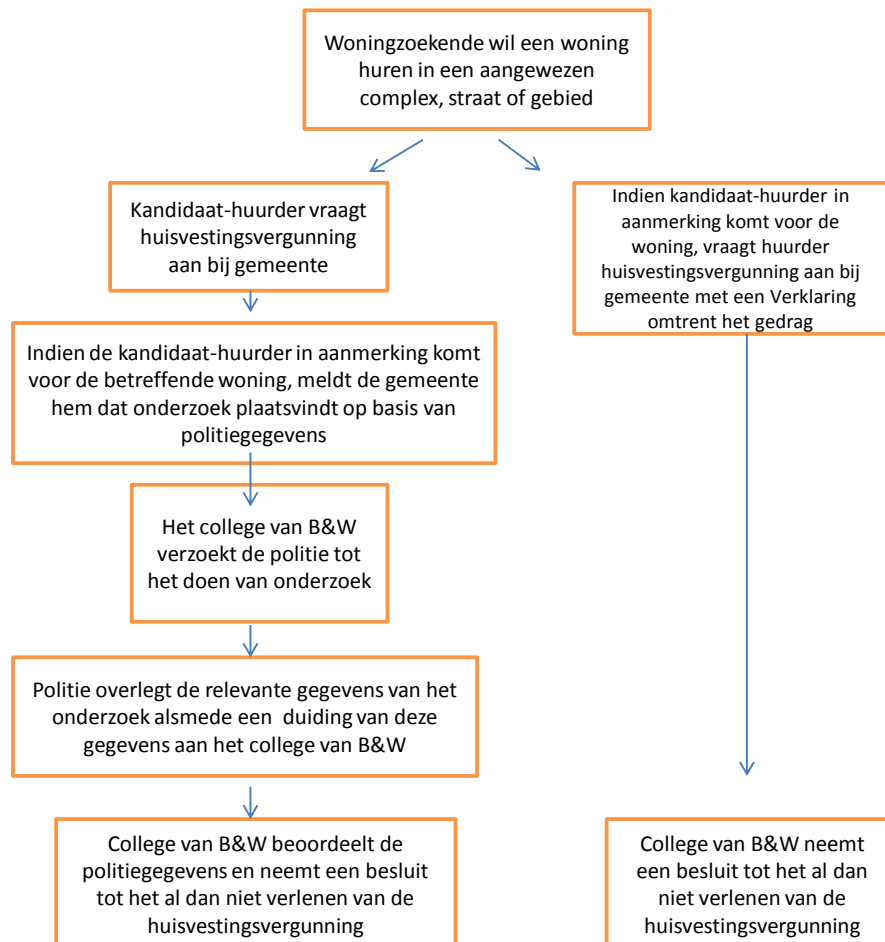 Woningzoekende wil een woning
huren in een aangewezen
complex, straat of gebied
Kandidaat-huurder vraagt
huisvestingsvergunning
aan bij gemeente
Indien kandidaat-huurder in
aanmerking komt voor de
woning, vraagt huurder
huisvestingsvergunning aan bij
gemeente met een Verklaring
omtrent het gedrag
Indien de kandidaat-huurder in aanmerking komt
voor de betreffende woning, meldt de gemeente
hem dat onderzoek plaatsvindt op basis van
politiegegevens
Het college van B&W
verzoekt de politie tot
het doen van onderzoek
Politie overlegt de relevante gegevens van het
onderzoek alsmede een duiding van deze
gegevens aan het college van B&W
College van B&W beoordeelt de
politiegegevens en neemt een besluit
tot het al dan niet verlenen van de
huisvestingsvergunning
College van B&W neemt
een besluit tot het al dan
niet verlenen van de
huisvestingsvergunning